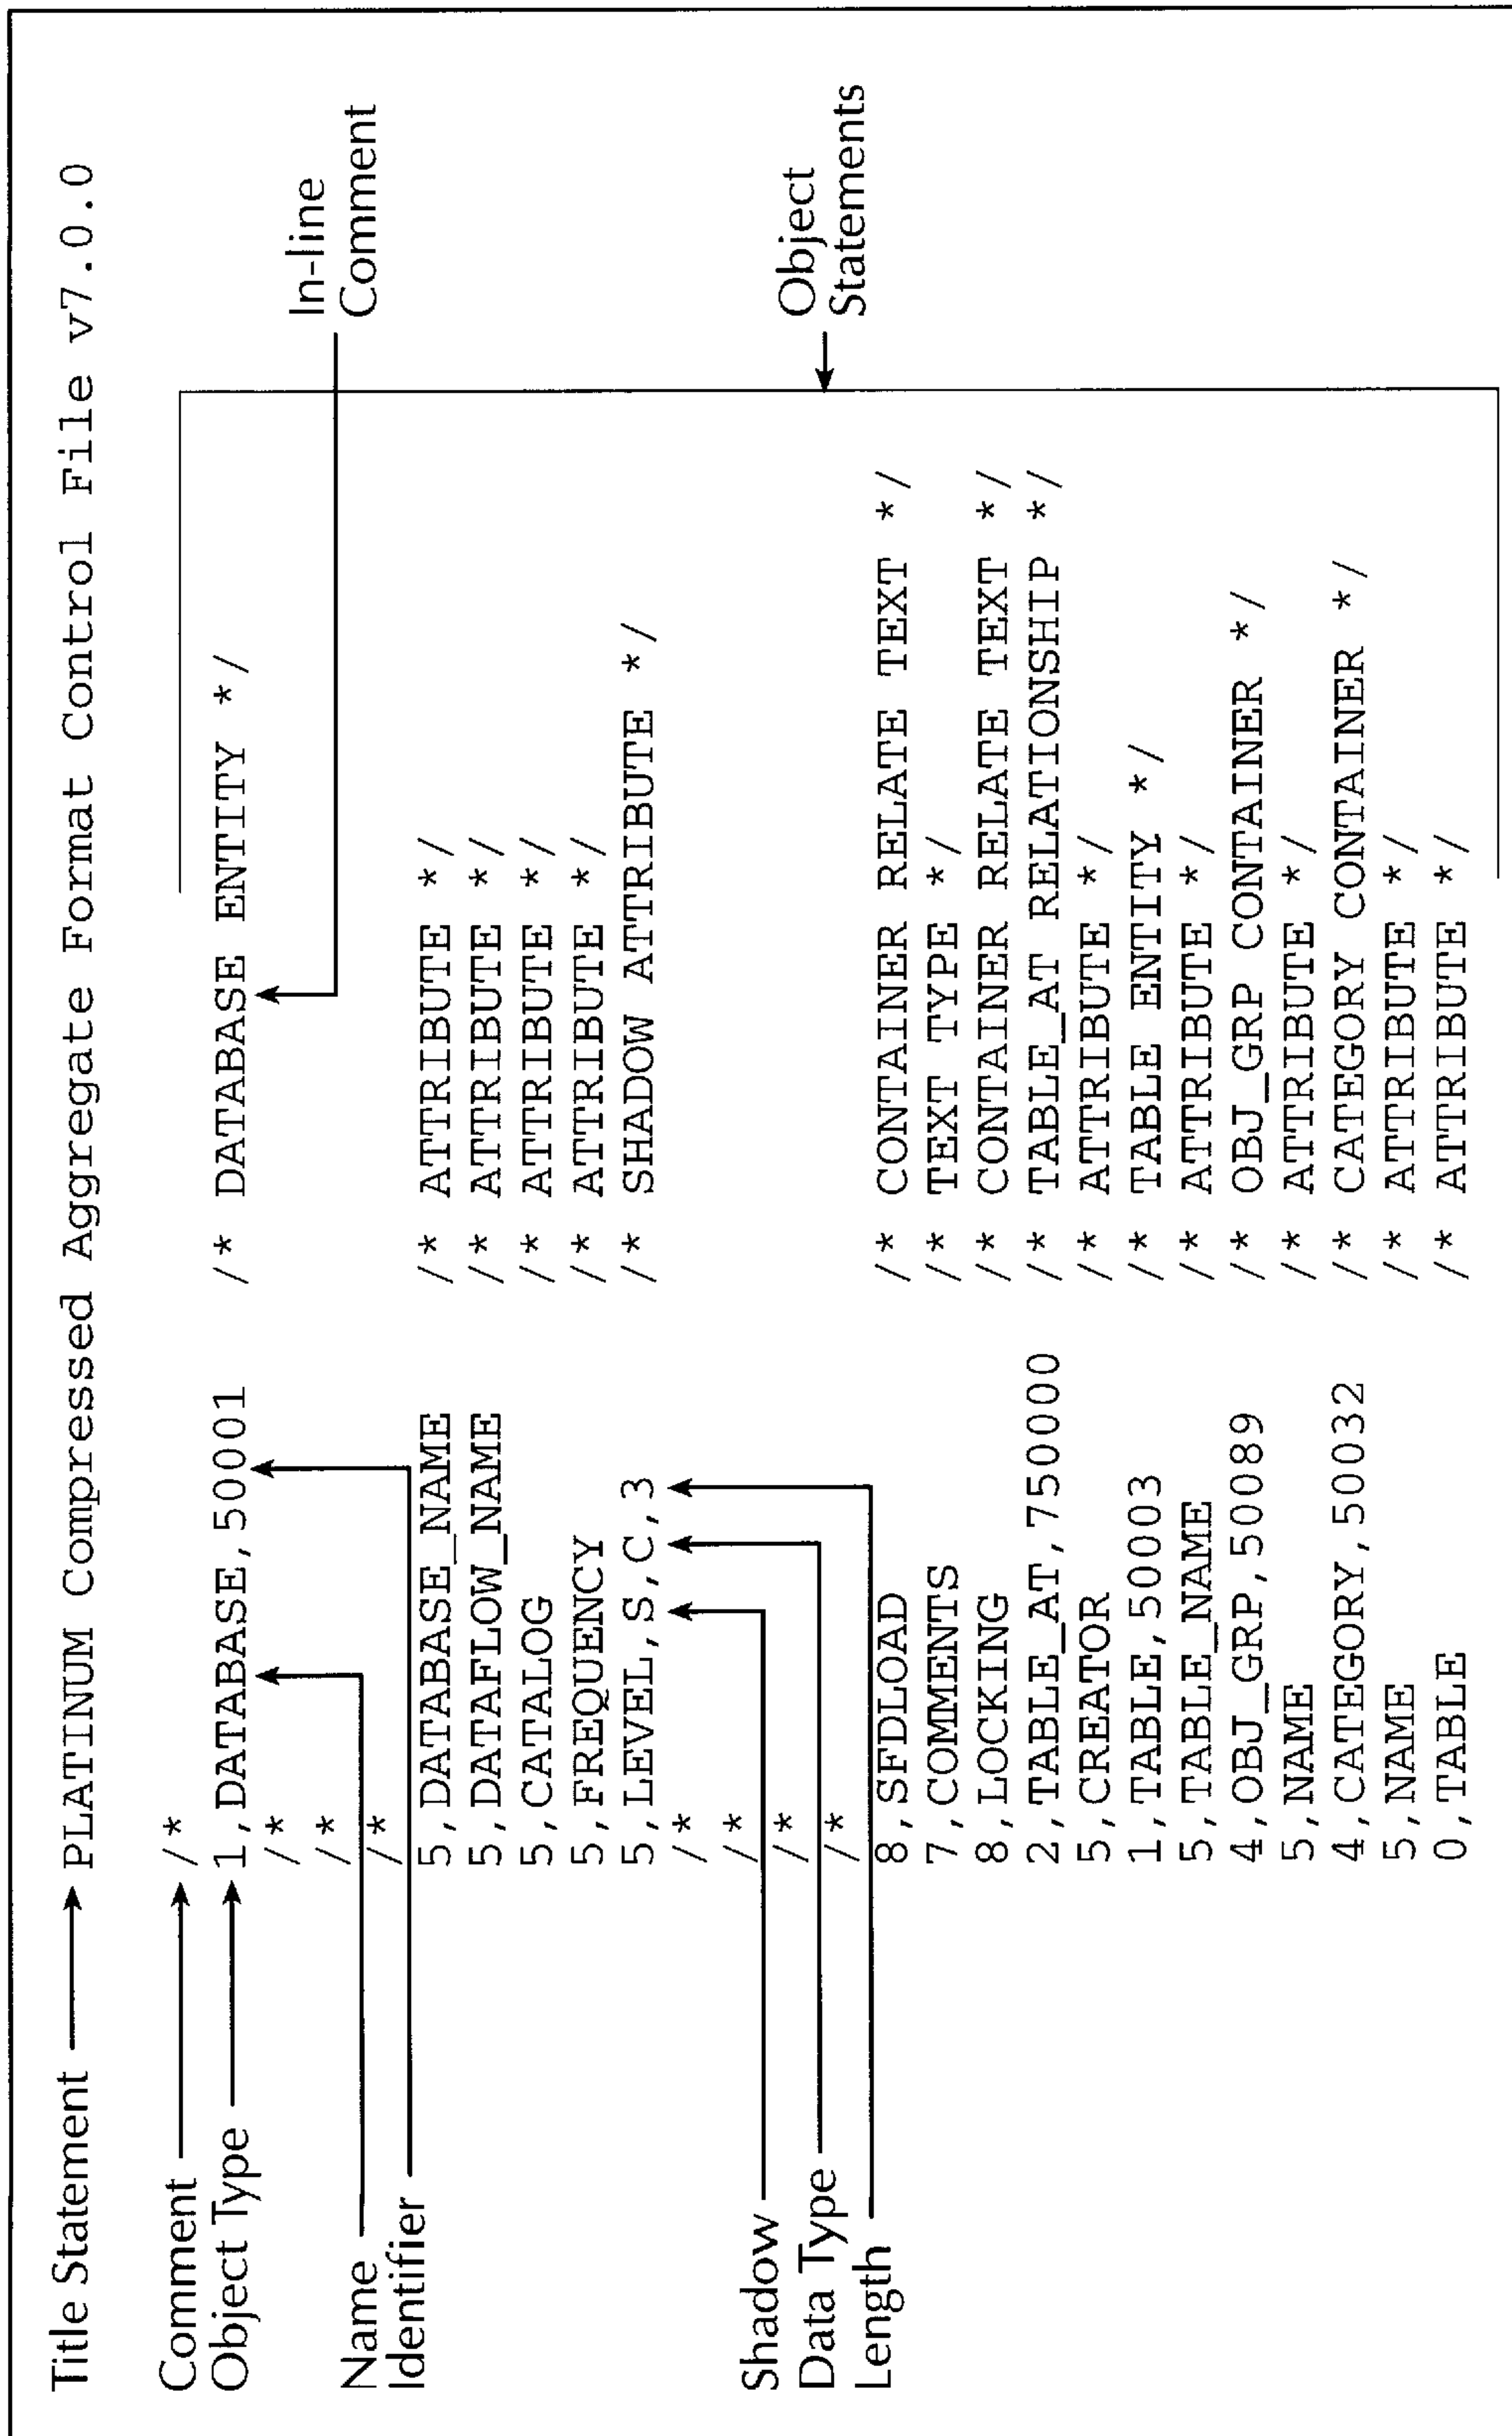 Title Statement PLATINUM Compressed Aggregate Format Control File v7.0.0
Comment /*
Object Type 1,DATABASE,50001 /* DATABASE ENTITY */
/*
In-line
Comment
/*
Name /*
Identifier 5,DATABASE_NAME /* ATTRIBUTE */
5,DATAFLOW_NAME /* ATTRIBUTE */
5,CATALOG /* ATTRIBUTE */
5,FREQUENCY /* ATTRIBUTE */
5,LEVEL,S,C,3 /* SHADOW ATTRIBUTE */
/*
/*
Shadow /*
Data Type /*
Object
Statements
Length 8,SFDLOAD /* CONTAINER RELATE TEXT */
7,COMMENTS /* TEXT TYPE */
8,LOCKING /* CONTAINER RELATE TEXT */
2,TABLE_AT,750000 /* TABLE_AT RELATIONSHIP */
5,CREATOR /* ATTRIBUTE */
1,TABLE,50003 /* TABLE ENTITY */
5,TABLE_NAME /* ATTRIBUTE */
4,OBJ_GRP,50089 /* OBJ_GRP CONTAINER */
5,NAME /* ATTRIBUTE */
4,CATEGORY,50032 /* CATEGORY CONTAINER */
5,NAME /* ATTRIBUTE */
0,TABLE /* ATTRIBUTE */